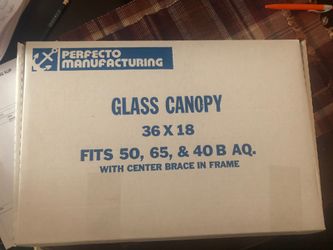 PERFECTO
MANUFACTURING
GLASS CANOPY
36 X 18
FITS 50, 65, & 40 B AQ.
WITH CENTER BRACE IN FRAME